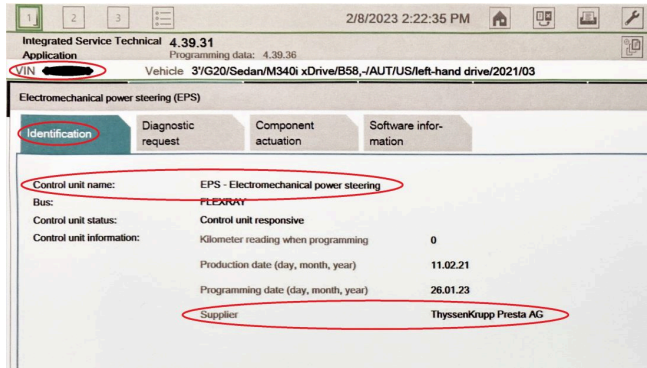 1 2 3 2/8/2023 2:22:35 PM
Integrated Service Technical 4.39.31
Application Programming data: 4.39.36
VIN Vehicle 3'/G20/Sedan/M340i xDrive/B58,-/AUT/US/left-hand drive/2021/03
Electromechanical power steering (EPS)
Identification Diagnostic request Component actuation Software infor-mation
Control unit name: EPS - Electromechanical power steering
Bus: FLEXRAY
Control unit status: Control unit responsive
Control unit information: Kilometer reading when programming 0
Production date (day, month, year) 11.02.21
Programming date (day, month, year) 26.01.23
Supplier ThyssenKrupp Presta AG